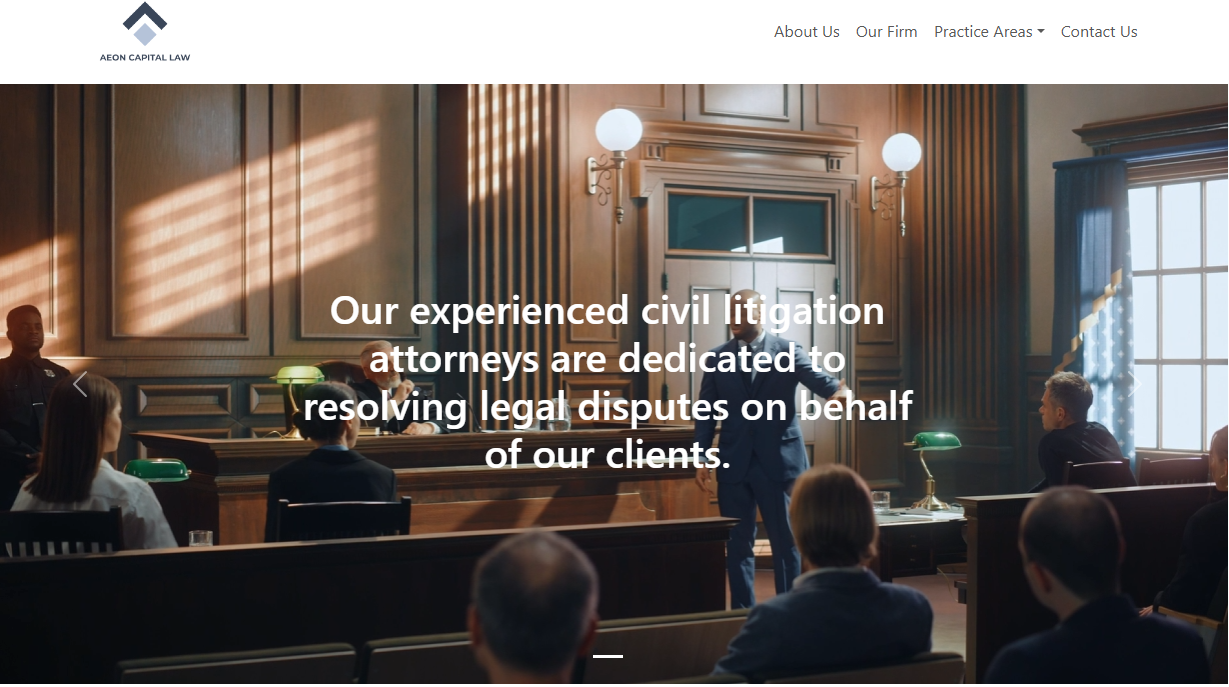 AEON CAPITAL LAW
About Us Our Firm Practice Areas Contact Us
Our experienced civil litigation
attorneys are dedicated to
resolving legal disputes on behalf
of our clients.